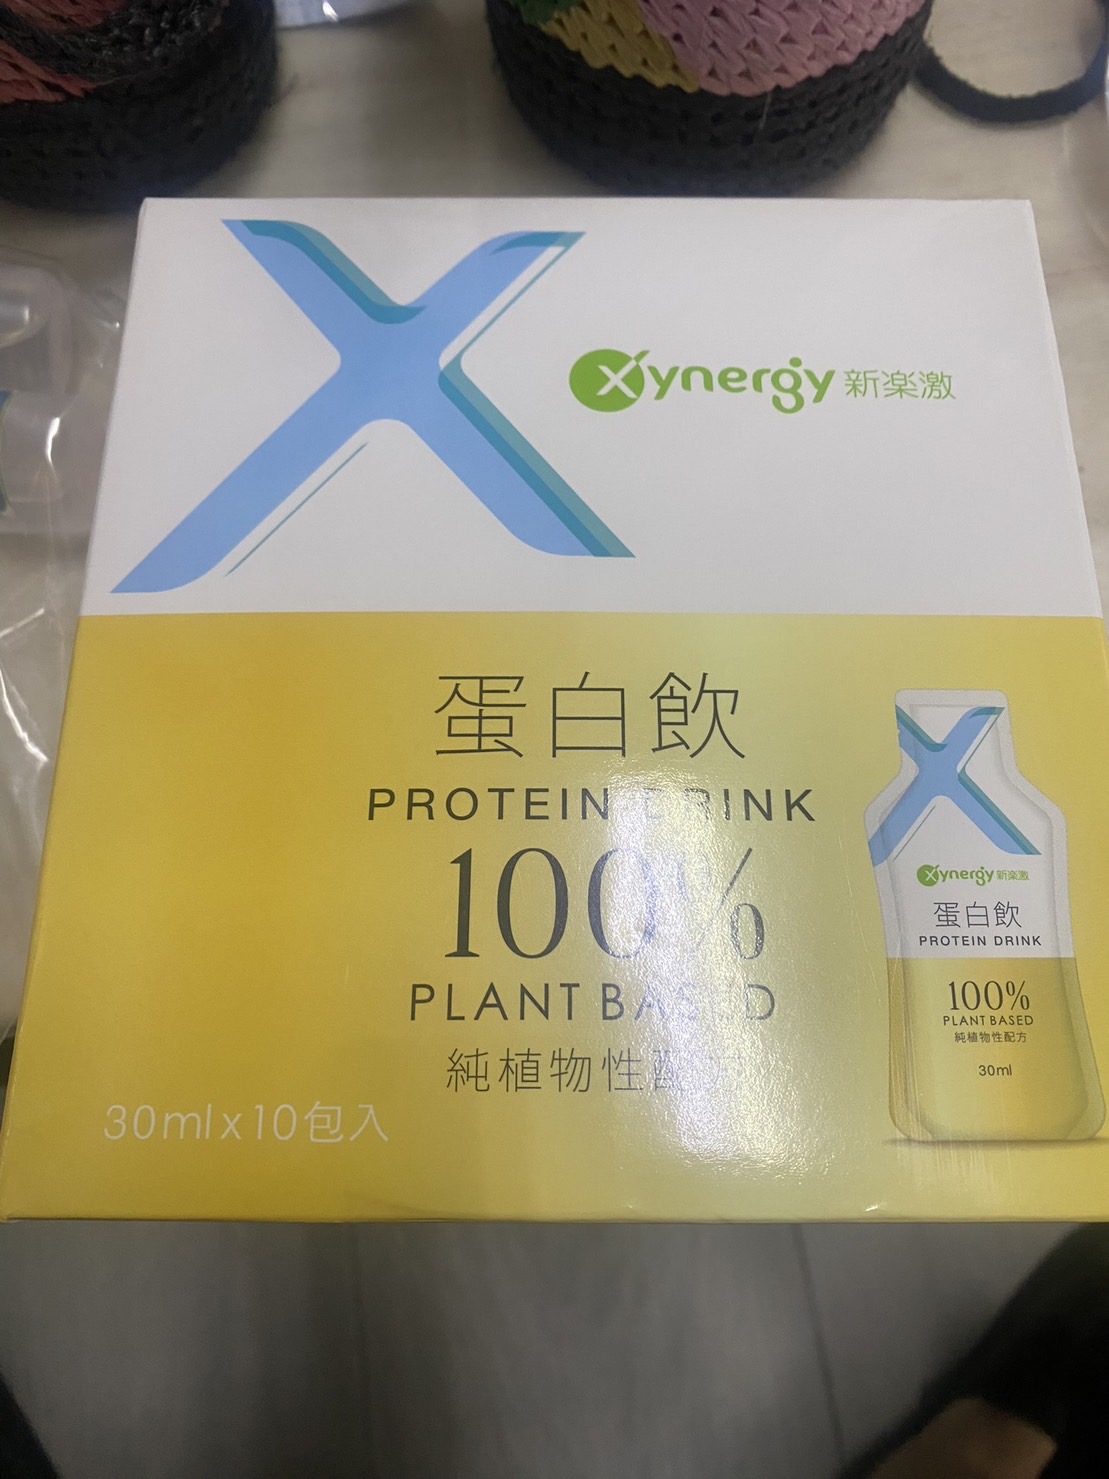 Xynergy 新楽激
蛋白飲
PROTEIN DRINK
100%
PLANT BASED
純植物性配方
30ml x 10包入
Xynergy 新楽激
蛋白飲
PROTEIN DRINK
100%
PLANT BASED
純植物性配方
30ml